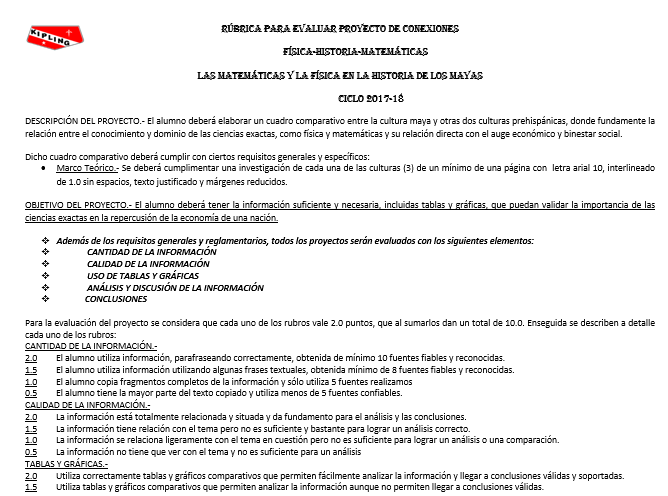 KIPLING
RÚBRICA PARA EVALUAR PROYECTO DE CONEXIONES
FÍSICA-HISTORIA-MATEMÁTICAS
LAS MATEMÁTICAS Y LA FÍSICA EN LA HISTORIA DE LOS MAYAS
CICLO 2017-18
DESCRIPCIÓN DEL PROYECTO.- El alumno deberá elaborar un cuadro comparativo entre la cultura maya y otras dos culturas prehispánicas, donde fundamente la
relación entre el conocimiento y dominio de las ciencias exactas, como física y matemáticas y su relación directa con el auge económico y binestar social.
Dicho cuadro comparativo deberá cumplir con ciertos requisitos generales y específicos:
• Marco Teórico.- Se deberá cumplimentar una investigación de cada una de las culturas (3) de un mínimo de una página con letra arial 10, interlineado
de 1.0 sin espacios, texto justificado y márgenes reducidos.
OBJETIVO DEL PROYECTO.- El alumno deberá tener la información suficiente y necesaria, incluidas tablas y gráficas, que puedan validar la importancia de las
ciencias exactas en la repercusión de la economía de una nación.
❖ Además de los requisitos generales y reglamentarios, todos los proyectos serán evaluados con los siguientes elementos:
❖ CANTIDAD DE LA INFORMACIÓN
❖ CALIDAD DE LA INFORMACIÓN
❖ USO DE TABLAS Y GRÁFICAS
❖ ANÁLISIS Y DISCUSIÓN DE LA INFORMACIÓN
❖ CONCLUSIONES
Para la evaluación del proyecto se considera que cada uno de los rubros vale 2.0 puntos, que al sumarlos dan un total de 10.0. Enseguida se describen a detalle
cada uno de los rubros:
CANTIDAD DE LA INFORMACIÓN.-
2.0 El alumno utiliza información, parafraseando correctamente, obtenida de mínimo 10 fuentes fiables y reconocidas.
1.5 El alumno utiliza información utilizando algunas frases textuales, obtenida mínimo de 8 fuentes fiables y reconocidas.
1.0 El alumno copia fragmentos completos de la información y sólo utiliza 5 fuentes realizamos
0.5 El alumno tiene la mayor parte del texto copiado y utiliza menos de 5 fuentes confiables.
CALIDAD DE LA INFORMACIÓN.-
2.0 La información está totalmente relacionada y situada y da fundamento para el análisis y las conclusiones.
1.5 La información tiene relación con el tema pero no es suficiente y bastante para lograr un análisis correcto.
1.0 La información se relaciona ligeramente con el tema en cuestión pero no es suficiente para lograr un análisis o una comparación.
0.5 La información no tiene que ver con el tema y no es suficiente para un análisis
TABLAS Y GRÁFICAS.-
2.0 Utiliza correctamente tablas y gráficos comparativos que permiten fácilmente analizar la información y llegar a conclusiones válidas y soportadas.
1.5 Utiliza tablas y gráficos comparativos que permiten analizar la información aunque no permiten llegar a conclusiones válidas.